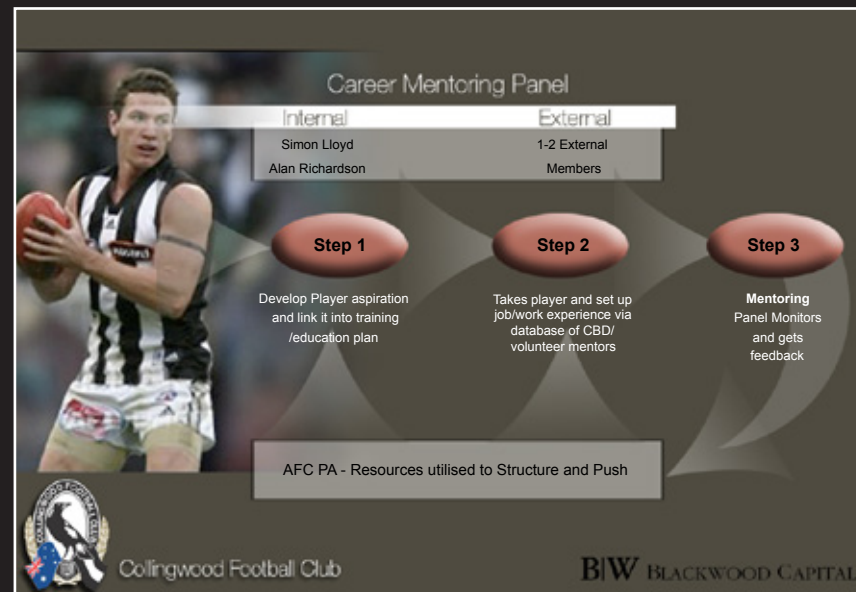 Career Mentoring Panel
Internal
External
Simon Lloyd
1-2 External
Alan Richardson
Members
Step 1
Step 2
Step 3
Develop Player aspiration
and link it into training
/education plan
Takes player and set up
job/work experience via
database of CBD/
volunteer mentors
Mentoring
Panel Monitors
and gets
feedback
AFC PA - Resources utilised to Structure and Push
COLLINGWOOD FOOTBALL CLUB
Collingwood Football Club
B|W BLACKWOOD CAPITAL